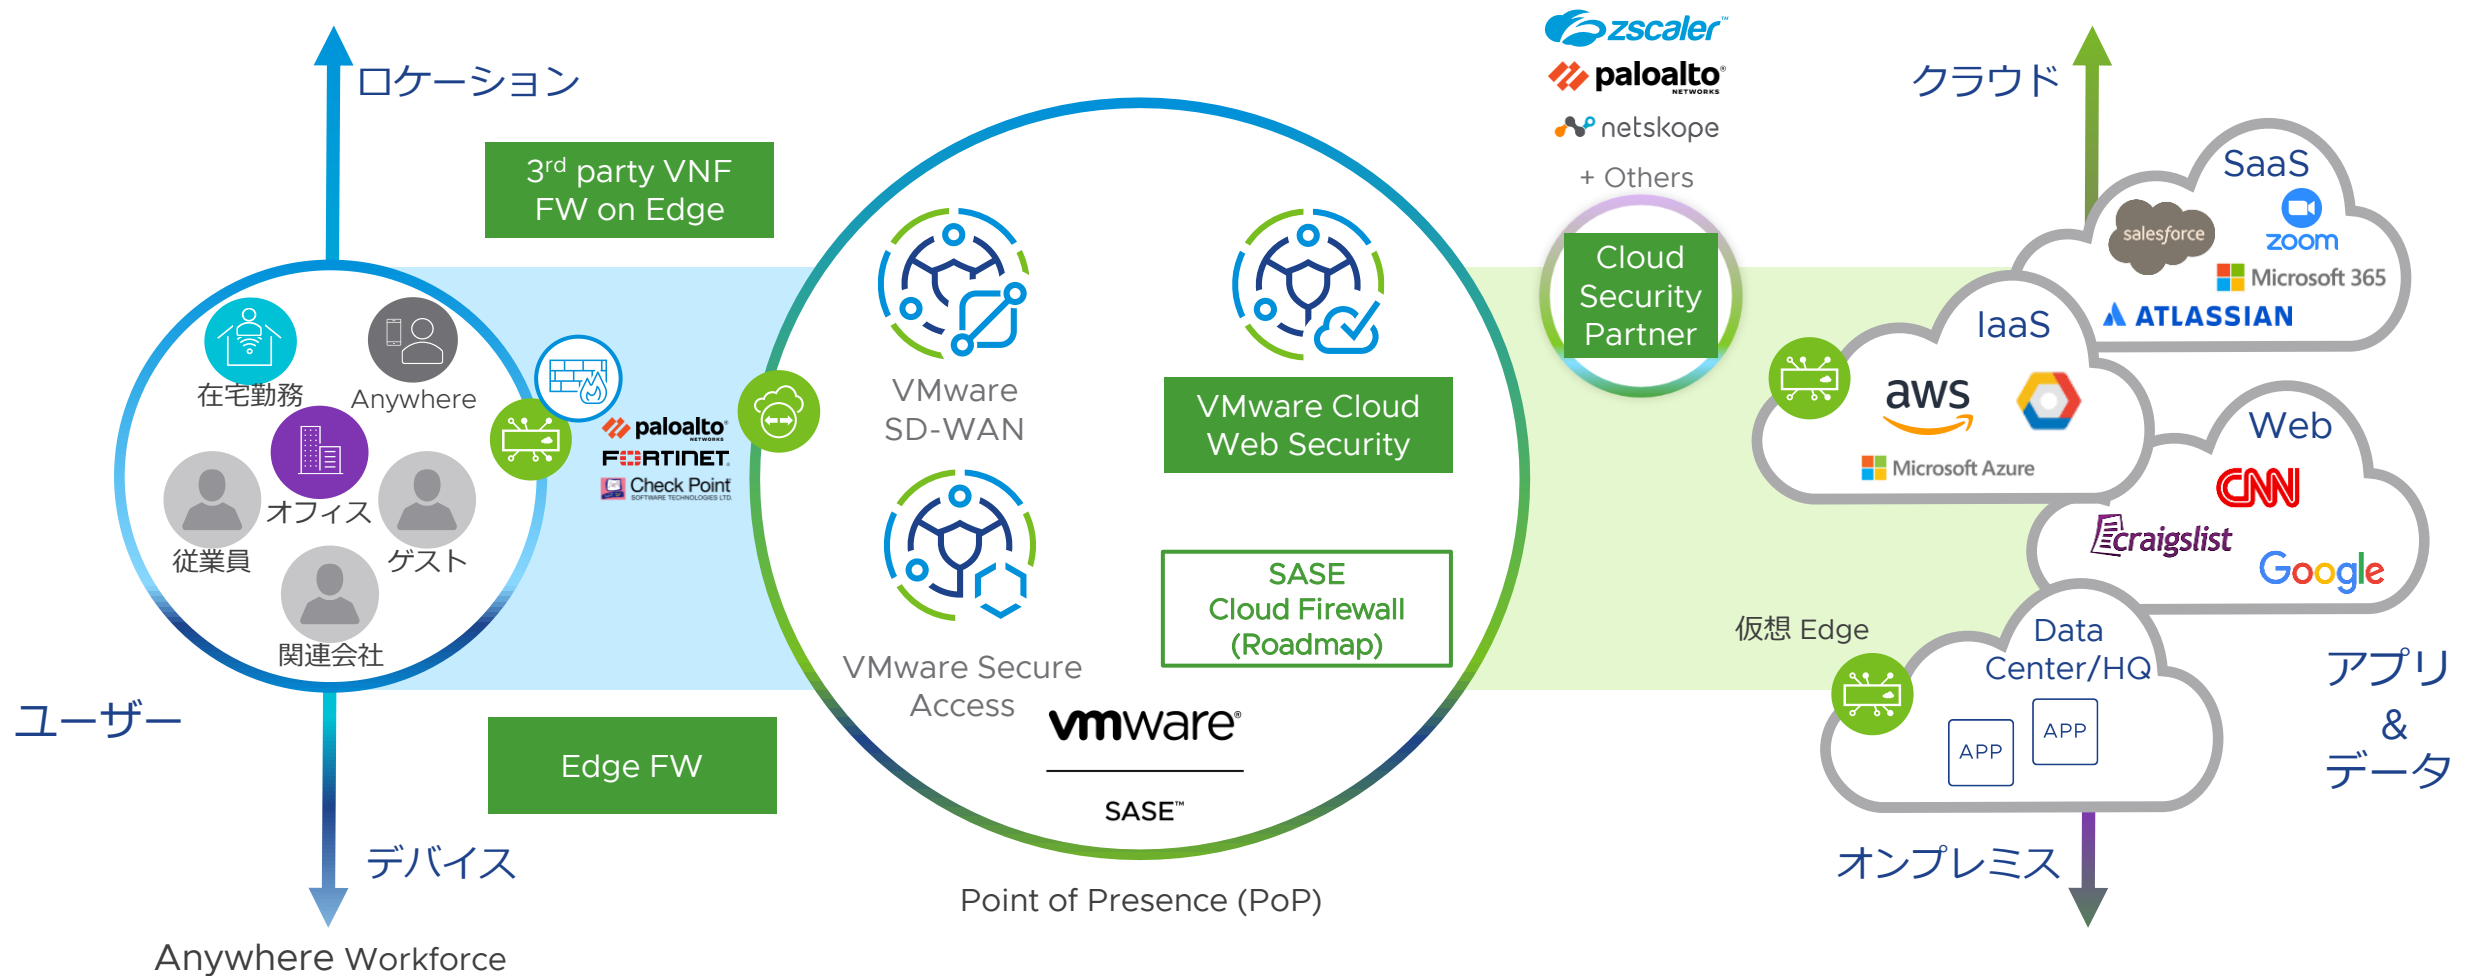 ロケーション
3rd party VNF
FW on Edge
在宅勤務
Anywhere
オフィス
従業員
ゲスト
関連会社
ユーザー
デバイス
Anywhere Workforce
paloalto®
NETWORKS
FORTINET®
Check Point
SOFTWARE TECHNOLOGIES LTD.
Edge FW
VMware
SD-WAN
VMware Secure
Access
VMware Cloud
Web Security
SASE
Cloud Firewall
(Roadmap)
vmware®
SASE™
Point of Presence (PoP)
zscaler™
paloalto®
NETWORKS
netskope
+ Others
Cloud
Security
Partner
クラウド
SaaS
salesforce
zoom
Microsoft 365
ATLASSIAN
IaaS
aws
Microsoft Azure
Web
CNN
craigslist
Google
仮想 Edge
Data
Center/HQ
APP
APP
アプリ
&
データ
オンプレミス